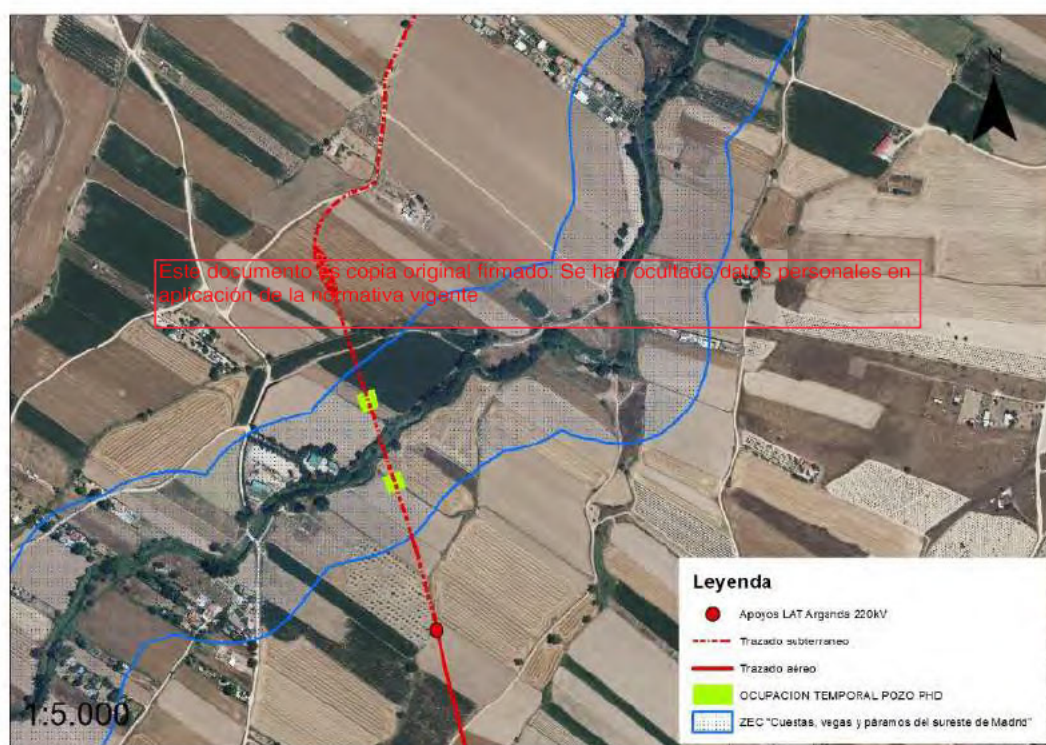 N
Este documento es copia original firmado. Se han ocultado datos personales en
aplicación de la normativa vigente
Leyenda
Apoyos LAT Arganda 220kV
Trazado subterraneo
Trazado aéreo
OCUPACION TEMPORAL POZO PHD
ZEC "Cuestas, vegas y páramos del sureste de Madrid"
1:5.000